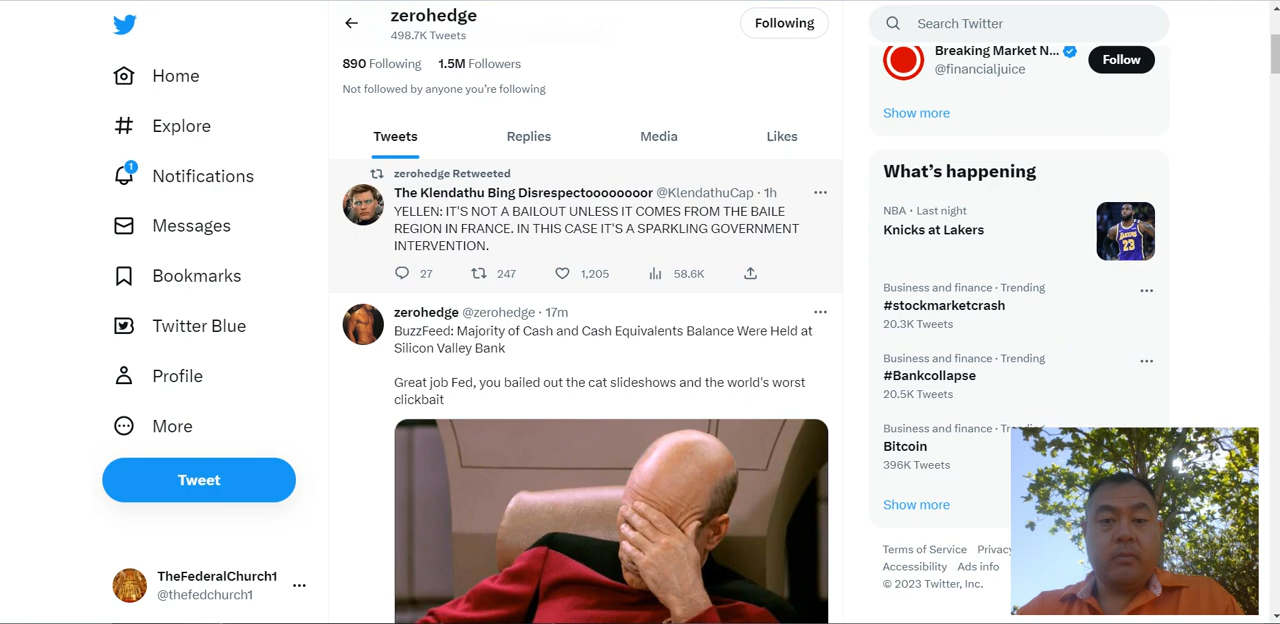 Home
Explore
1
Notifications
Messages
Bookmarks
Twitter Blue
Profile
More
Tweet
TheFederalChurch1
@thefedchurch1
zerohedge
498.7K Tweets
Following
890 Following 1.5M Followers
Not followed by anyone you're following
Tweets Replies Media Likes
zerohedge Retweeted
The Klendathu Bing Disrespectoooooooor @KlendathuCap · 1h
YELLEN: IT'S NOT A BAILOUT UNLESS IT COMES FROM THE BAILE
REGION IN FRANCE. IN THIS CASE IT'S A SPARKLING GOVERNMENT
INTERVENTION.
27 247 1,205 58.6K
zerohedge @zerohedge · 17m
BuzzFeed: Majority of Cash and Cash Equivalents Balance Were Held at
Silicon Valley Bank
Great job Fed, you bailed out the cat slideshows and the world's worst
clickbait
Search Twitter
Breaking Market N...
@financialjuice
Follow
Show more
What's happening
NBA · Last night
Knicks at Lakers
23
Business and finance · Trending
#stockmarketcrash
20.3K Tweets
Business and finance · Trending
#Bankcollapse
20.5K Tweets
Business and finance · Trending
Bitcoin
396K Tweets
Show more
Terms of Service Privacy
Accessibility Ads info
© 2023 Twitter, Inc.